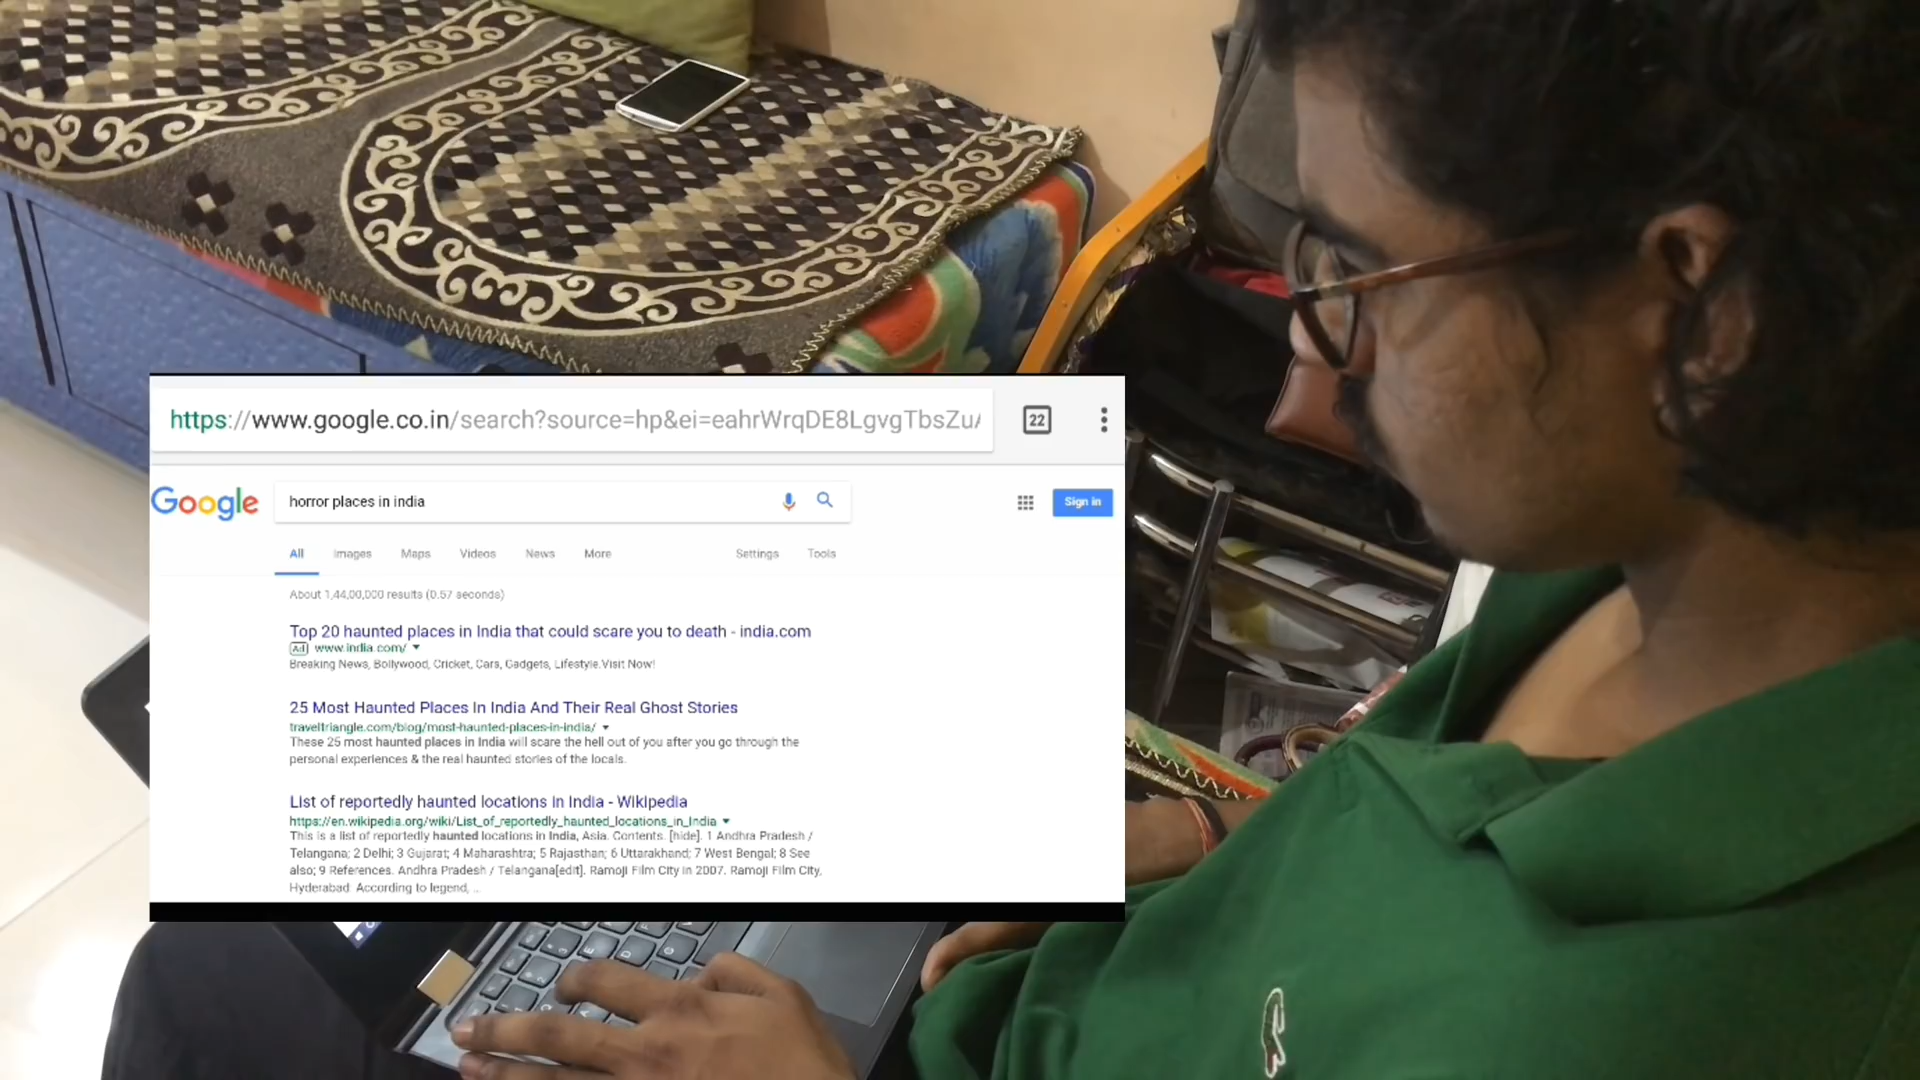 https://www.google.co.in/search?source=hp&ei=eahrWrqDE8LgvgTbsZuA
22
Google
horror places in india
Sign in
All Images Maps Videos News More Settings Tools
About 1,44,00,000 results (0.57 seconds)
Top 20 haunted places in India that could scare you to death - india.com
Ad www.india.com/
Breaking News, Bollywood, Cricket, Cars, Gadgets, Lifestyle.Visit Now!
25 Most Haunted Places In India And Their Real Ghost Stories
traveltriangle.com/blog/most-haunted-places-in-india/
These 25 most haunted places in India will scare the hell out of you after you go through the
personal experiences & the real haunted stories of the locals.
List of reportedly haunted locations in India - Wikipedia
https://en.wikipedia.org/wiki/List_of_reportedly_haunted_locations_in_India
This is a list of reportedly haunted locations in India, Asia. Contents. [hide]. 1 Andhra Pradesh /
Telangana; 2 Delhi; 3 Gujarat; 4 Maharashtra; 5 Rajasthan; 6 Uttarakhand; 7 West Bengal; 8 See
also; 9 References. Andhra Pradesh / Telangana[edit]. Ramoji Film City in 2007. Ramoji Film City,
Hyderabad. According to legend, ...